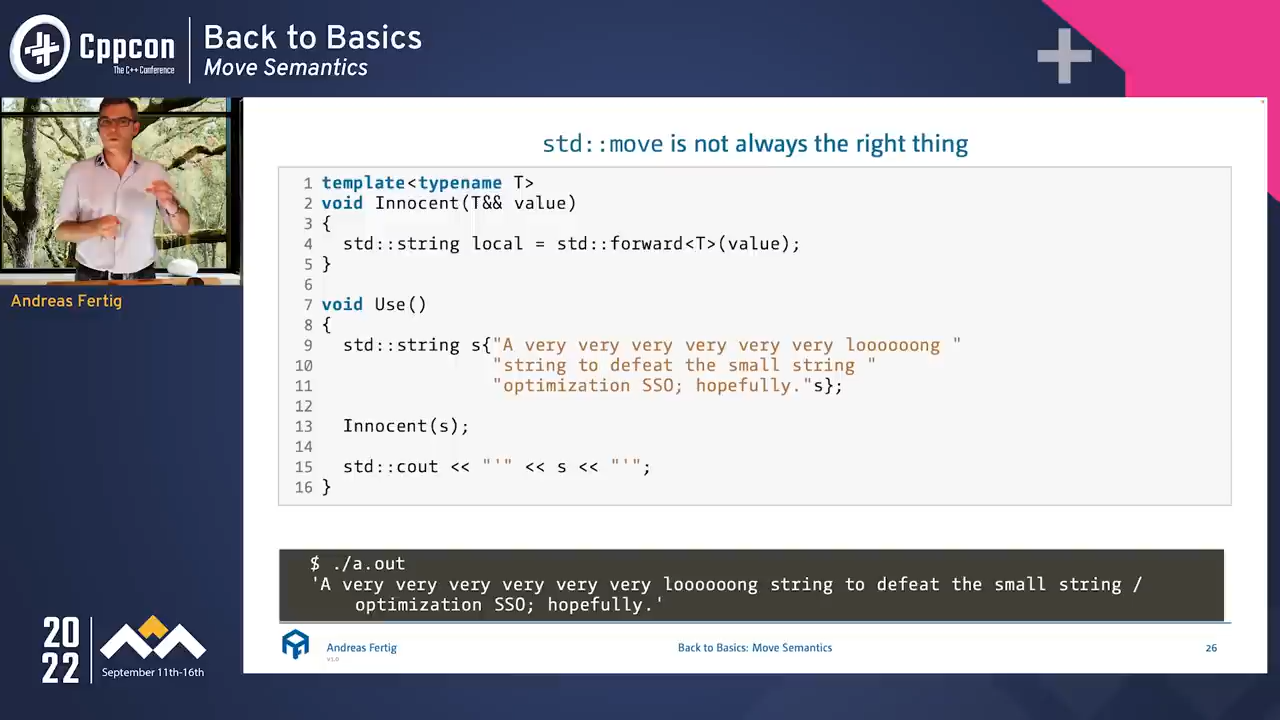 Cppcon
The C++ Conference
Back to Basics
Move Semantics
Andreas Fertig
std::move is not always the right thing
1 template<typename T>
2 void Innocent(T&& value)
3 {
4   std::string local = std::forward<T>(value);
5 }
6
7 void Use()
8 {
9   std::string s{"A very very very very very very loooooong "
10                 "string to defeat the small string "
11                 "optimization SSO; hopefully."s};
12
13   Innocent(s);
14
15   std::cout << "'" << s << "'";
16 }
$ ./a.out
'A very very very very very very loooooong string to defeat the small string /
optimization SSO; hopefully.'
Andreas Fertig
v1.0
Back to Basics: Move Semantics
26
20
22
September 11th-16th